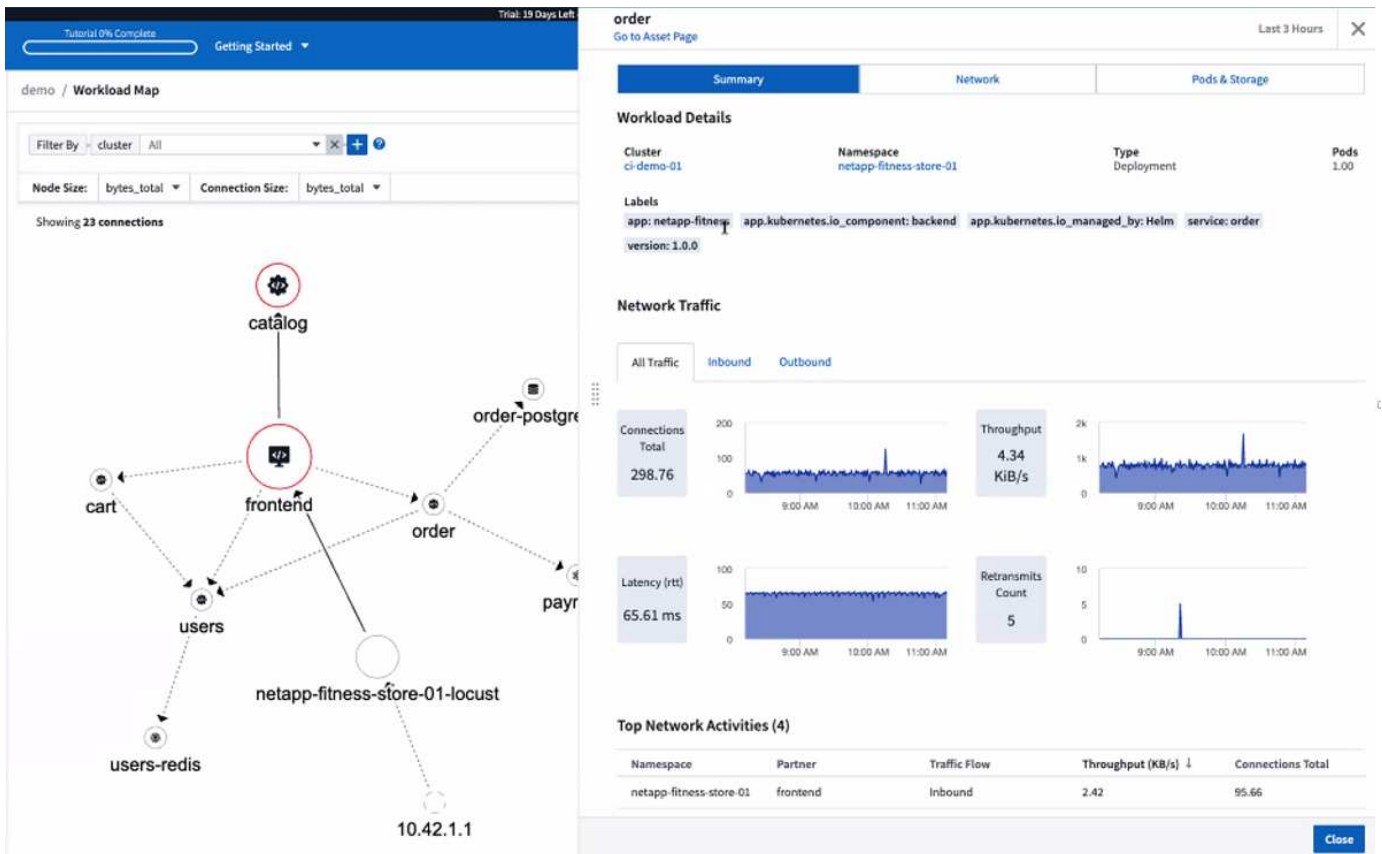 Trial: 19 Days Left
Tutorial 0% Complete
Getting Started
demo / Workload Map
Filter By
cluster
All
Node Size: bytes_total
Connection Size: bytes_total
Showing 23 connections
catalog
order-postgre
frontend
cart
order
users
payr
netapp-fitness-store-01-locust
users-redis
10.42.1.1
order
Go to Asset Page
Last 3 Hours
Summary
Network
Pods & Storage
Workload Details
Cluster
Namespace
Type
Pods
ci-demo-01
netapp-fitness-store-01
Deployment
1.00
Labels
app: netapp-fitness
app.kubernetes.io_component: backend
app.kubernetes.io_managed_by: Helm
service: order
version: 1.0.0
Network Traffic
All Traffic
Inbound
Outbound
Connections
Total
298.76
200
100
0
9:00 AM
10:00 AM
11:00 AM
Throughput
4.34
KiB/s
2k
1k
0
9:00 AM
10:00 AM
11:00 AM
Latency (rtt)
65.61 ms
100
50
0
9:00 AM
10:00 AM
11:00 AM
Retransmits
Count
5
10
5
0
9:00 AM
10:00 AM
11:00 AM
Top Network Activities (4)
Namespace
Partner
Traffic Flow
Throughput (KB/s) ↓
Connections Total
netapp-fitness-store-01
frontend
Inbound
2.42
95.66
Close